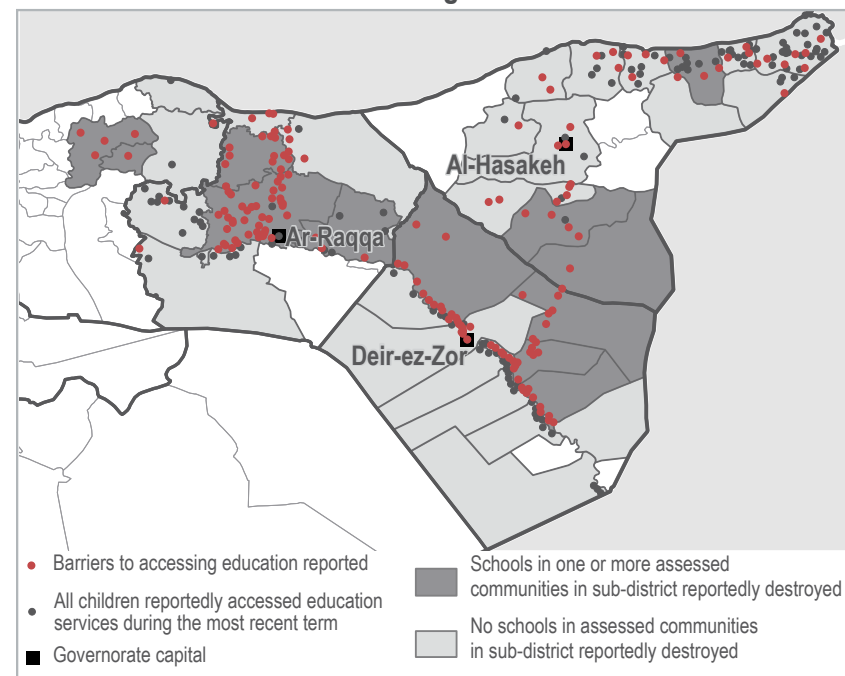 Al-Hasakeh
Ar-Raqqa
Deir-ez-Zor
Barriers to accessing education reported
All children reportedly accessed education
services during the most recent term
Governorate capital
Schools in one or more assessed
communities in sub-district reportedly destroyed
No schools in assessed communities
in sub-district reportedly destroyed